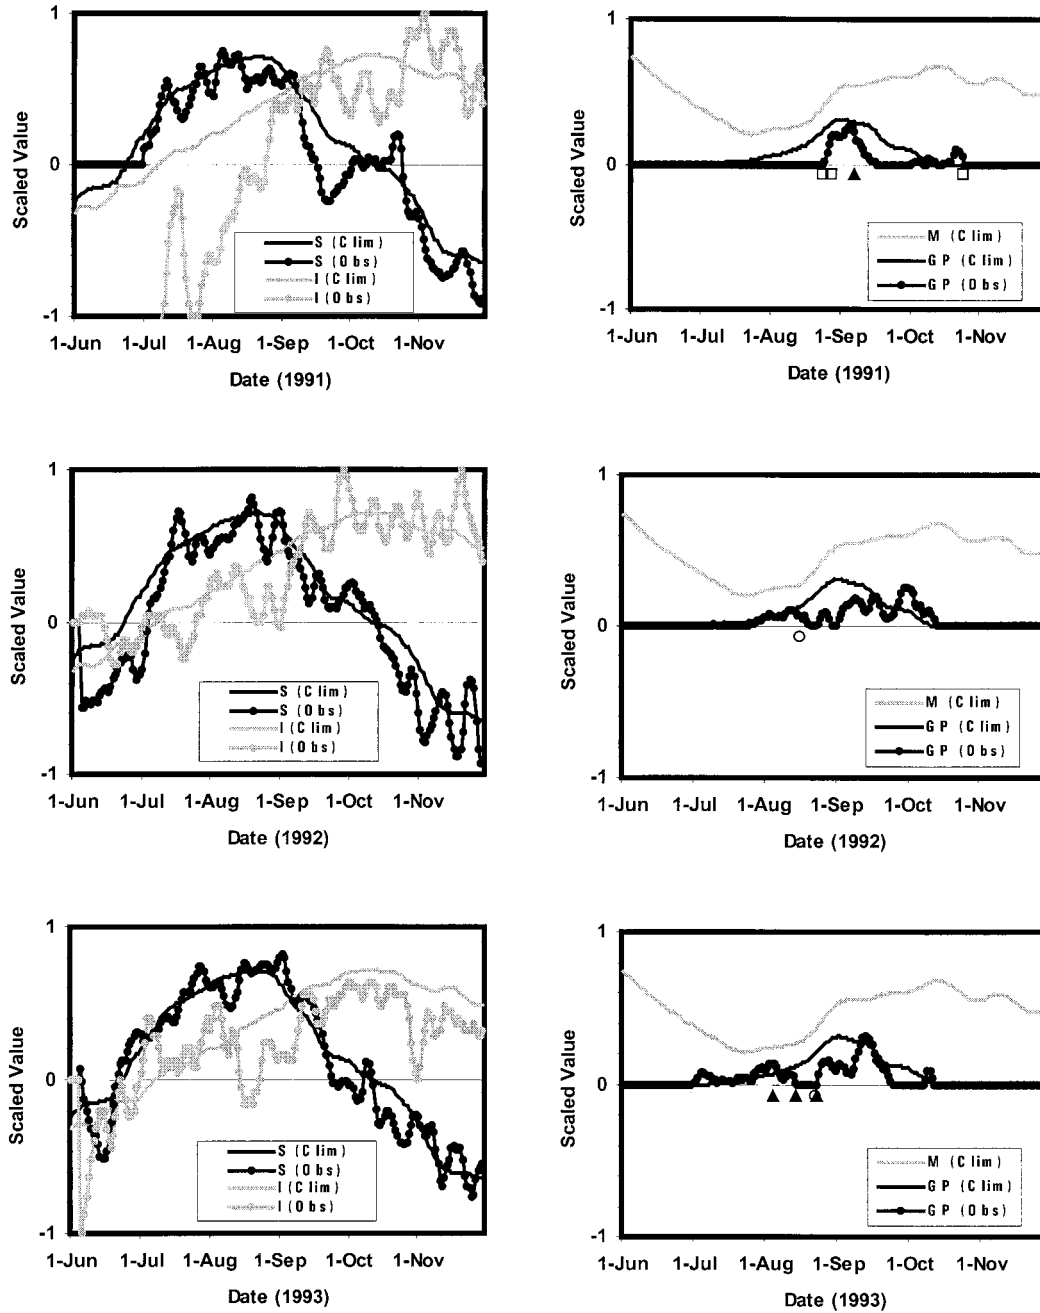 1
0
-1
Scaled Value
S (Clim)
S (Obs)
I (Clim)
I (Obs)
1-Jun 1-Jul 1-Aug 1-Sep 1-Oct 1-Nov
Date (1991)
1
0
-1
Scaled Value
M (Clim)
GP (Clim)
GP (Obs)
1-Jun 1-Jul 1-Aug 1-Sep 1-Oct 1-Nov
Date (1991)
1
0
-1
Scaled Value
S (Clim)
S (Obs)
I (Clim)
I (Obs)
1-Jun 1-Jul 1-Aug 1-Sep 1-Oct 1-Nov
Date (1992)
1
0
-1
Scaled Value
M (Clim)
GP (Clim)
GP (Obs)
1-Jun 1-Jul 1-Aug 1-Sep 1-Oct 1-Nov
Date (1992)
1
0
-1
Scaled Value
S (Clim)
S (Obs)
I (Clim)
I (Obs)
1-Jun 1-Jul 1-Aug 1-Sep 1-Oct 1-Nov
Date (1993)
1
0
-1
Scaled Value
M (Clim)
GP (Clim)
GP (Obs)
1-Jun 1-Jul 1-Aug 1-Sep 1-Oct 1-Nov
Date (1993)